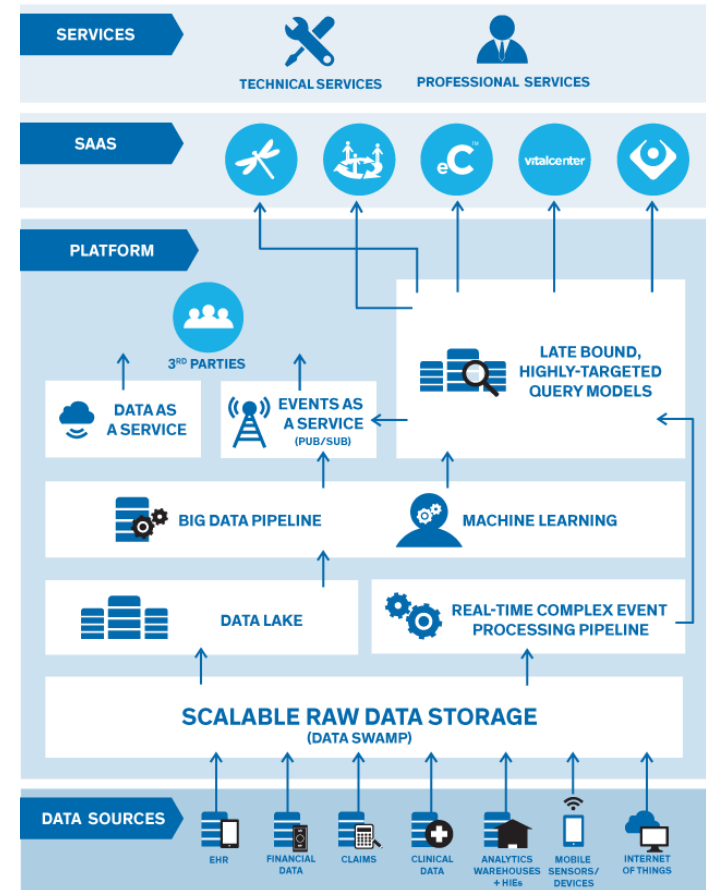 SERVICES
TECHNICAL SERVICES
PROFESSIONAL SERVICES
SAAS
eC™
vitalcenter
PLATFORM
3RD PARTIES
LATE BOUND,
HIGHLY-TARGETED
QUERY MODELS
DATA AS
A SERVICE
EVENTS AS
A SERVICE
(PUB/SUB)
BIG DATA PIPELINE
MACHINE LEARNING
DATA LAKE
REAL-TIME COMPLEX EVENT
PROCESSING PIPELINE
SCALABLE RAW DATA STORAGE
(DATA SWAMP)
DATA SOURCES
EHR
FINANCIAL
DATA
CLAIMS
CLINICAL
DATA
ANALYTICS
WAREHOUSES
+ HIEs
MOBILE
SENSORS/
DEVICES
INTERNET
OF THINGS